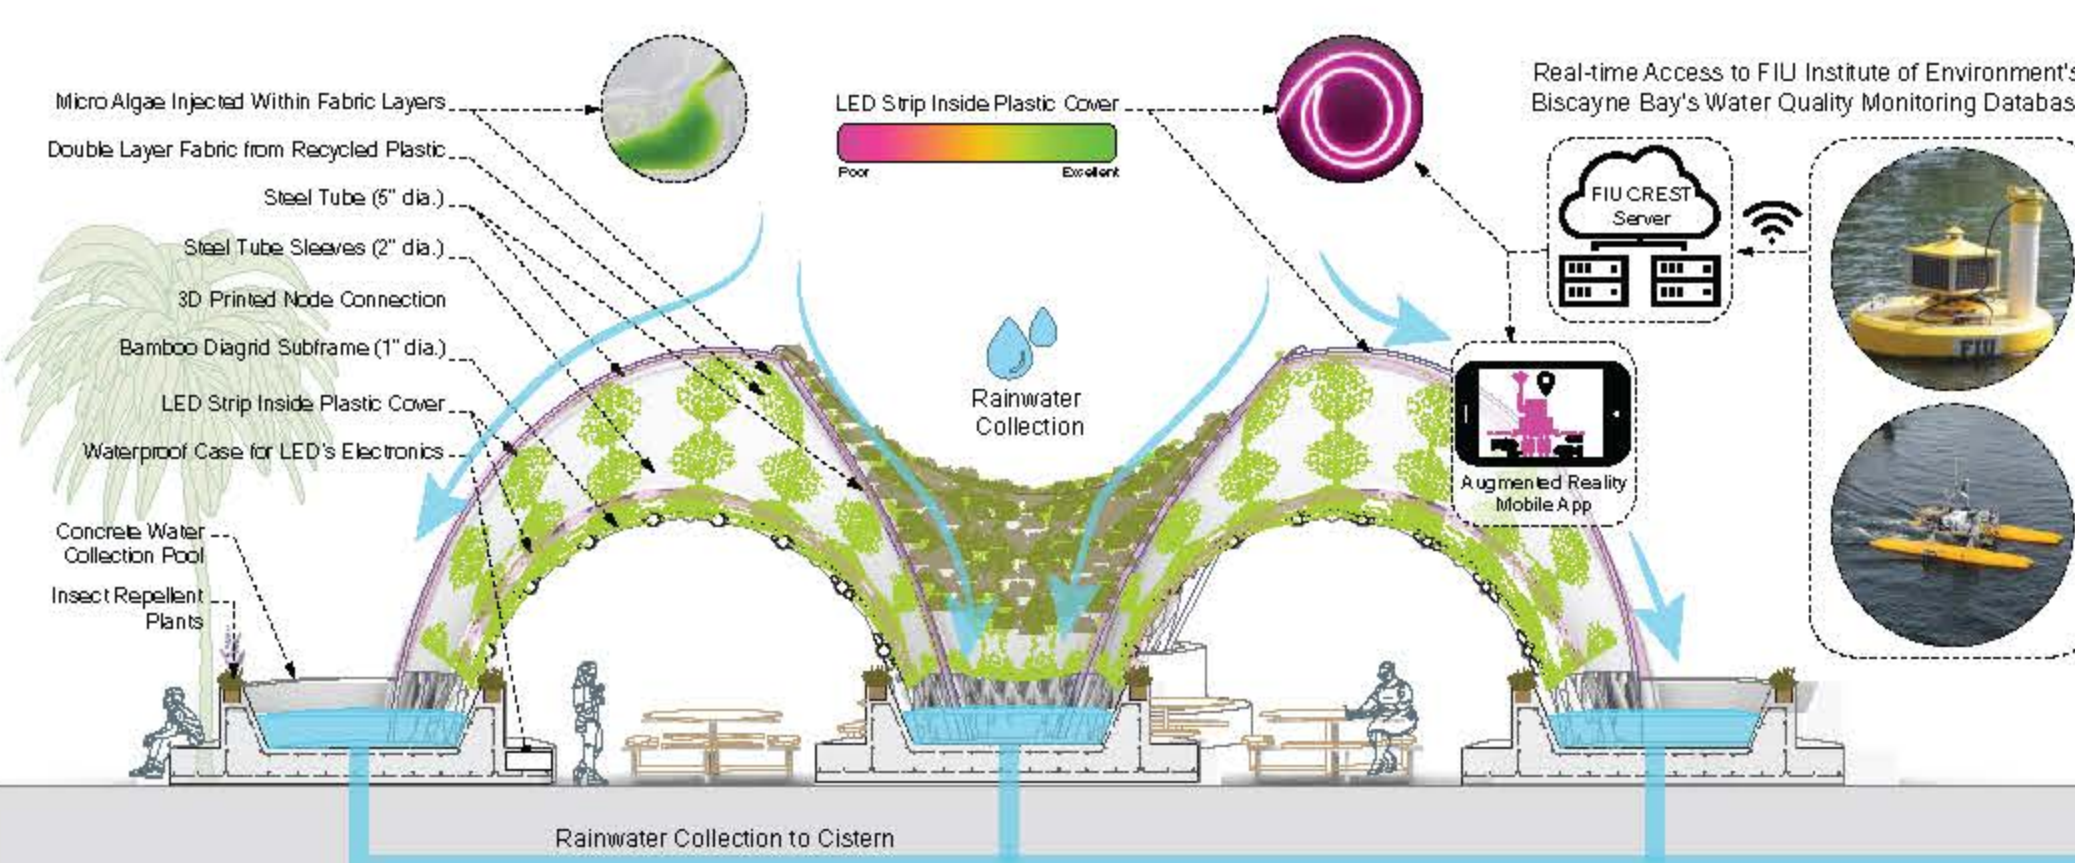 Micro Algae Injected Within Fabric Layers
Double Layer Fabric from Recycled Plastic
Steel Tube (5" dia.)
Steel Tube Sleeves (2" dia.)
3D Printed Node Connection
Bamboo Diagrid Subframe (1" dia.)
LED Strip Inside Plastic Cover
Waterproof Case for LED's Electronics
Concrete Water
Collection Pool
Insect Repellent
Plants
LED Strip Inside Plastic Cover
Poor
Excellent
Rainwater
Collection
Real-time Access to FIU Institute of Environment's
Biscayne Bay's Water Quality Monitoring Databas
FIU CREST
Server
FIU
Augmented Reality
Mobile App
Rainwater Collection to Cistern